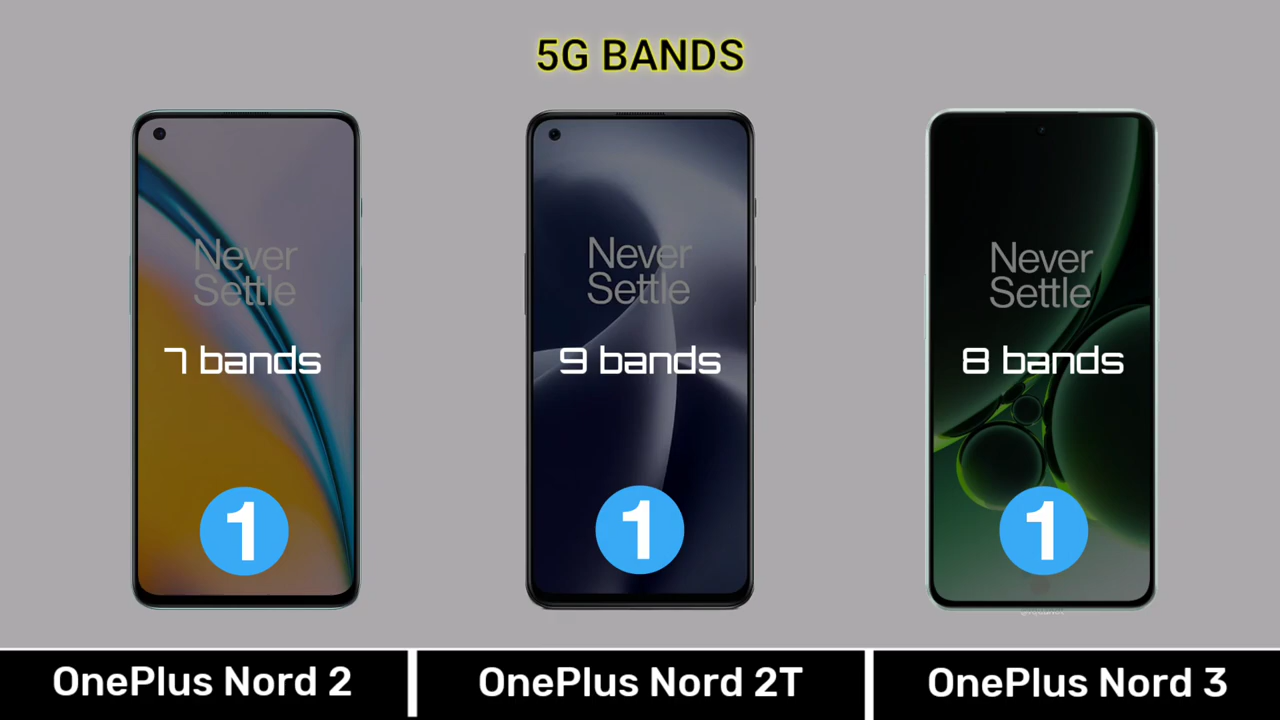 5G BANDS
Never
Settle
7 bands
1
Never
Settle
9 bands
1
Never
Settle
8 bands
1
OnePlus Nord 2
OnePlus Nord 2T
OnePlus Nord 3